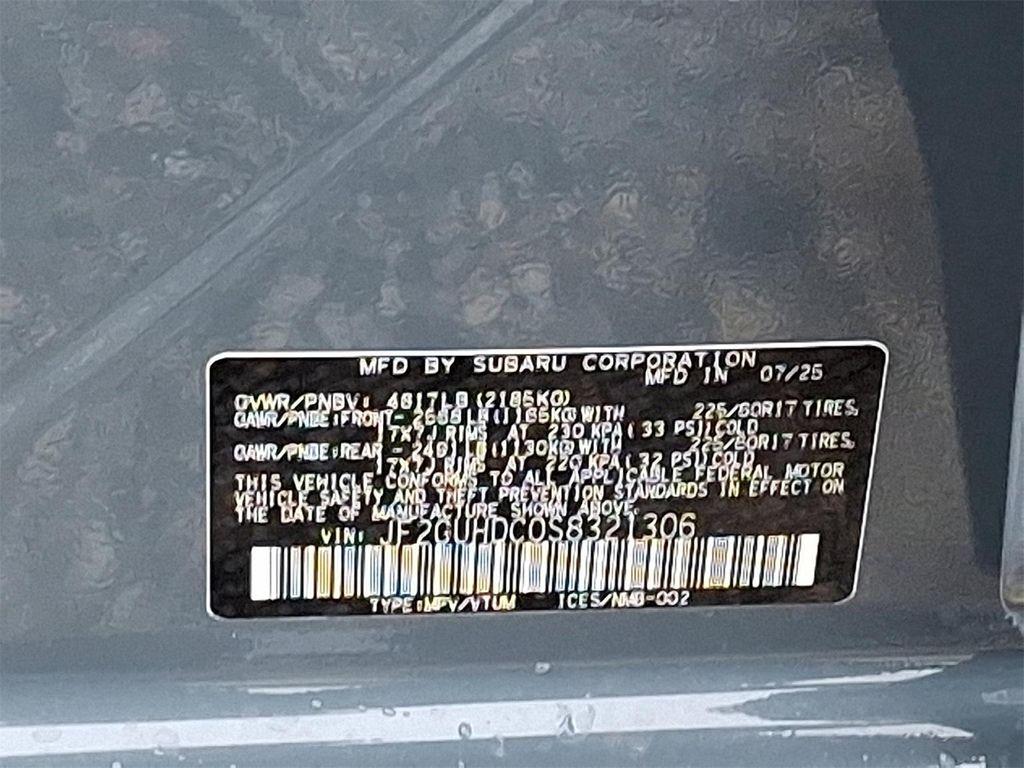 MFD BY SUBARU CORPORATION
MFD IN 07/25
GVWR/PNBV: 4817LB (2185KG)
GAWR/PNBE:FRONT- WITH 225/60R17 TIRES,
17X7J RIMS AT 230 KPA( 33 PSI)COLD
GAWR/PNBE:REAR - 2491LB(1130KG)WITH 225/60R17 TIRES,
17X7J RIMS AT 220 KPA( 32 PSI)COLD
THIS VEHICLE CONFORMS TO ALL APPLICABLE FEDERAL MOTOR
VEHICLE SAFETY AND THEFT PREVENTION STANDARDS IN EFFECT ON
THE DATE OF MANUFACTURE SHOWN ABOVE.
VIN: JF2GUHDC0S8321306
TYPE:MPV/VTUM ICES/NMB-002